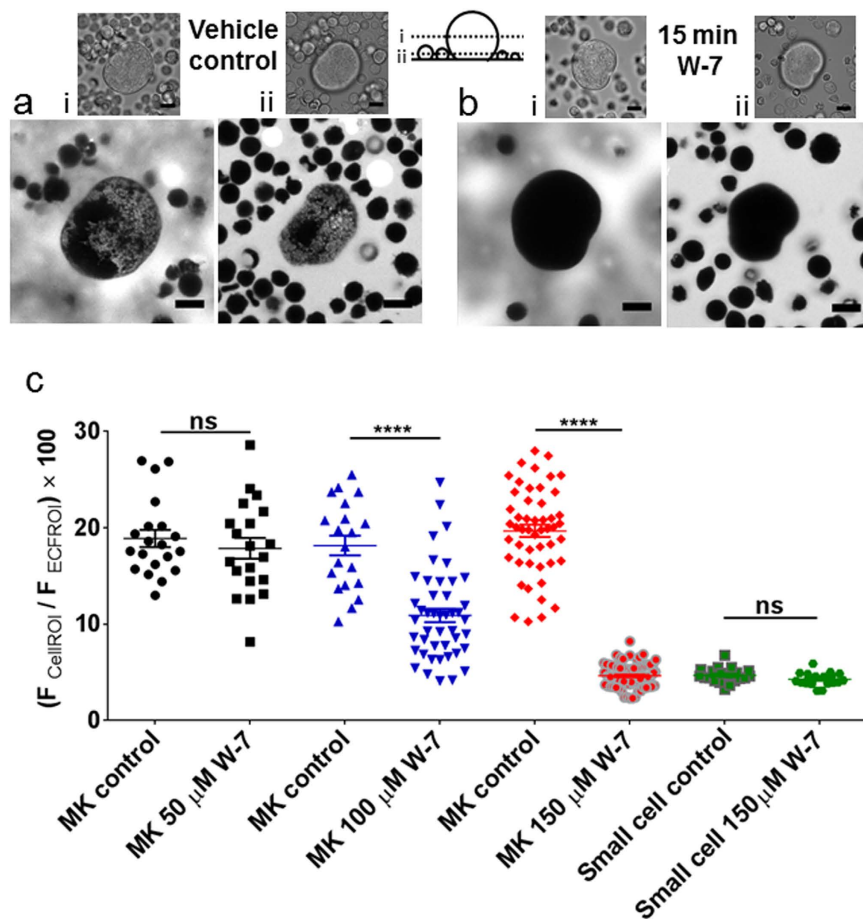 Vehicle
control
i
ii
15 min
W-7
a
i
ii
b
i
ii
c
(F CellROI / F ECFROI) × 100
30
20
10
0
ns
****
****
ns
MK control
MK 50 µM W-7
MK control
MK 100 µM W-7
MK control
MK 150 µM W-7
Small cell control
Small cell 150µM W-7